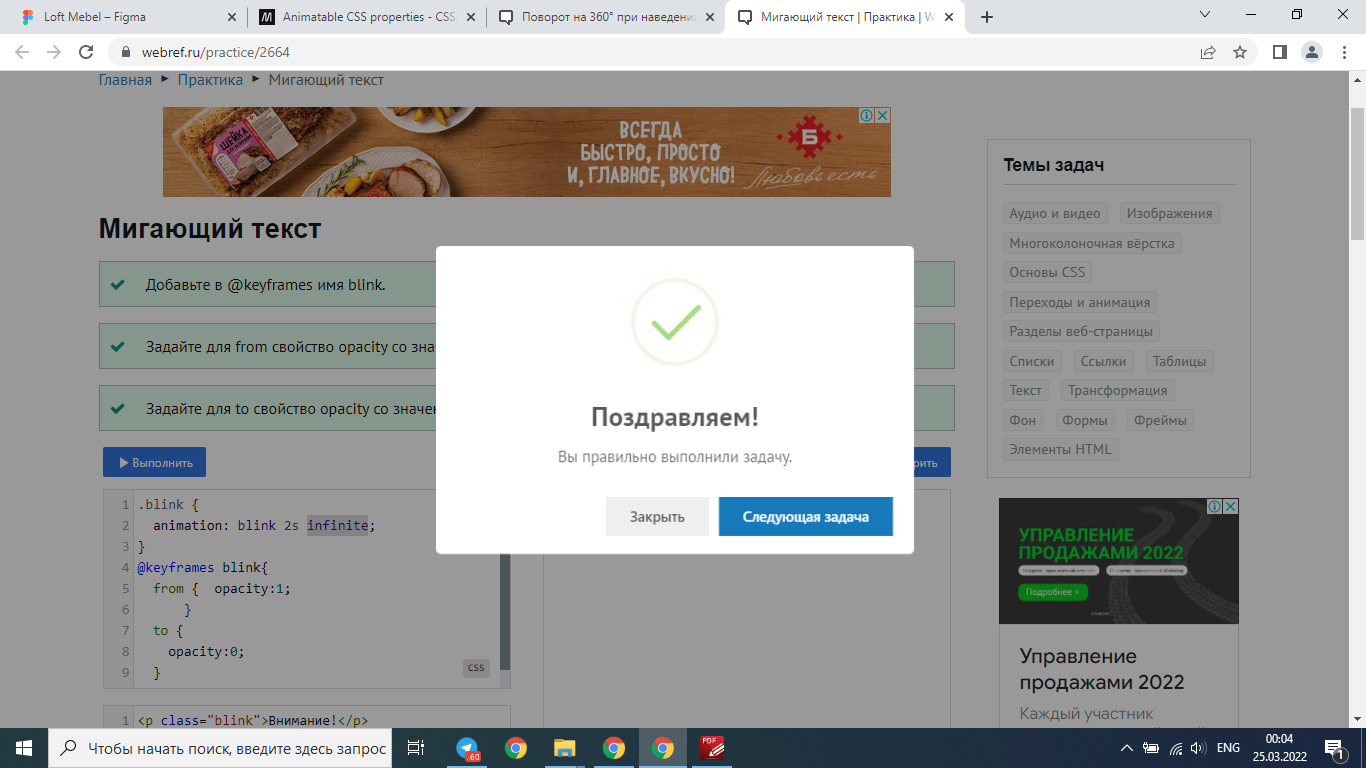 Loft Mebel – Figma
Animatable CSS properties - CSS
Поворот на 360° при наведени
Мигающий текст | Практика | W
webref.ru/practice/2664
Главная ▸ Практика ▸ Мигающий текст
ВСЕГДА
БЫСТРО, ПРОСТО
И, ГЛАВНОЕ, ВКУСНО!
ШЕЙКА
Б
Любовь есть
Мигающий текст
Добавьте в @keyframes имя blink.
Задайте для from свойство opacity со зна
Задайте для to свойство opacity со значен
Выполнить
рить
1 .blink {
2 animation: blink 2s infinite;
3 }
4 @keyframes blink{
5 from { opacity:1;
6 }
7 to {
8 opacity:0;
9 }
CSS
1 <p class="blink">Внимание!</p>
Поздравляем!
Вы правильно выполнили задачу.
Закрыть
Следующая задача
Темы задач
Аудио и видео
Изображения
Многоколоночная вёрстка
Основы CSS
Переходы и анимация
Разделы веб-страницы
Списки
Ссылки
Таблицы
Текст
Трансформация
Фон
Формы
Фреймы
Элементы HTML
УПРАВЛЕНИЕ
ПРОДАЖАМИ 2022
Подробнее >
Управление
продажами 2022
Каждый участник
Чтобы начать поиск, введите здесь запрос
.60
PDF
ENG
00:04
25.03.2022
1